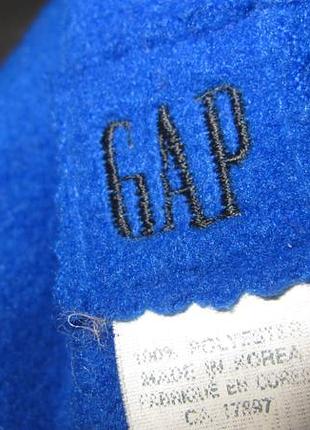 GAP
100% POLYESTER
MADE IN KOREA
FABRIQUÉ EN CORÉE
CA 17897